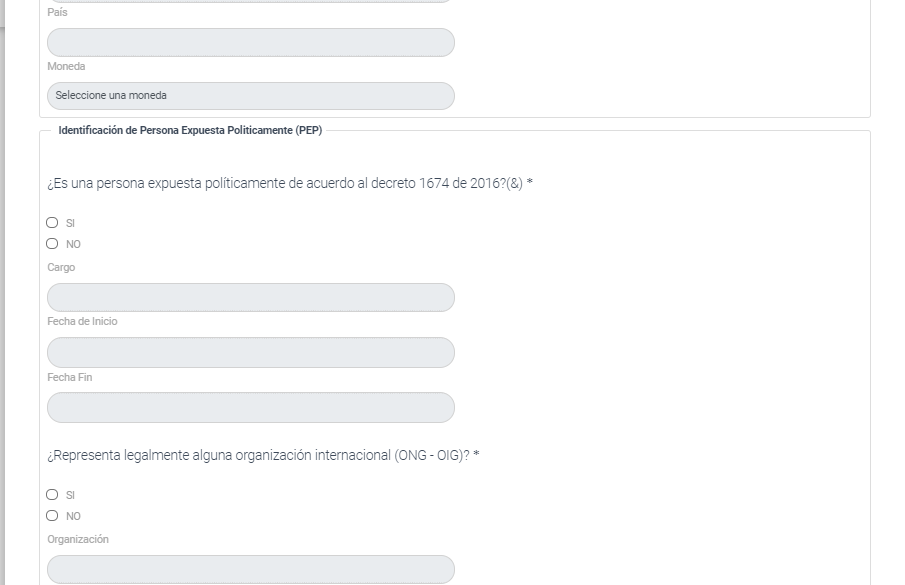 País
Moneda
Seleccione una moneda
Identificación de Persona Expuesta Politicamente (PEP)
¿Es una persona expuesta políticamente de acuerdo al decreto 1674 de 2016?(&) *
SI
NO
Cargo
Fecha de Inicio
Fecha Fin
¿Representa legalmente alguna organización internacional (ONG - OIG)? *
SI
NO
Organización